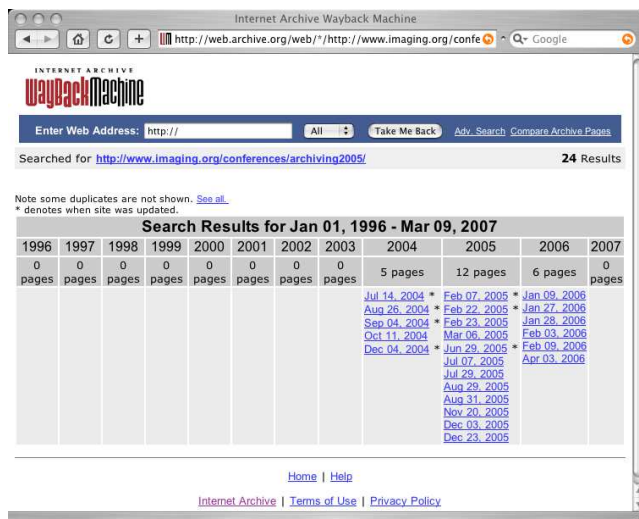 Internet Archive Wayback Machine
http://web.archive.org/web/*/http://www.imaging.org/confe Google
INTERNET ARCHIVE
WayBackMachine
Enter Web Address: http:// All Take Me Back Adv. Search Compare Archive Pages
Searched for http://www.imaging.org/conferences/archiving2005/ 24 Results
Note some duplicates are not shown. See all.
* denotes when site was updated.
Search Results for Jan 01, 1996 - Mar 09, 2007
1996 1997 1998 1999 2000 2001 2002 2003 2004 2005 2006 2007
0 pages 0 pages 0 pages 0 pages 0 pages 0 pages 0 pages 0 pages 5 pages 12 pages 6 pages 0 pages
Jul 14, 2004 * Feb 07, 2005 * Jan 09, 2006
Aug 26, 2004 * Feb 22, 2005 * Jan 27, 2006
Sep 04, 2004 * Feb 23, 2005 Jan 28, 2006
Oct 11, 2004 Mar 06, 2005 Feb 03, 2006
Dec 04, 2004 * Jun 29, 2005 * Feb 09, 2006
Jul 07, 2005 Apr 03, 2006
Jul 29, 2005
Aug 29, 2005
Aug 31, 2005
Nov 20, 2005
Dec 03, 2005
Dec 23, 2005
Home | Help
Internet Archive | Terms of Use | Privacy Policy